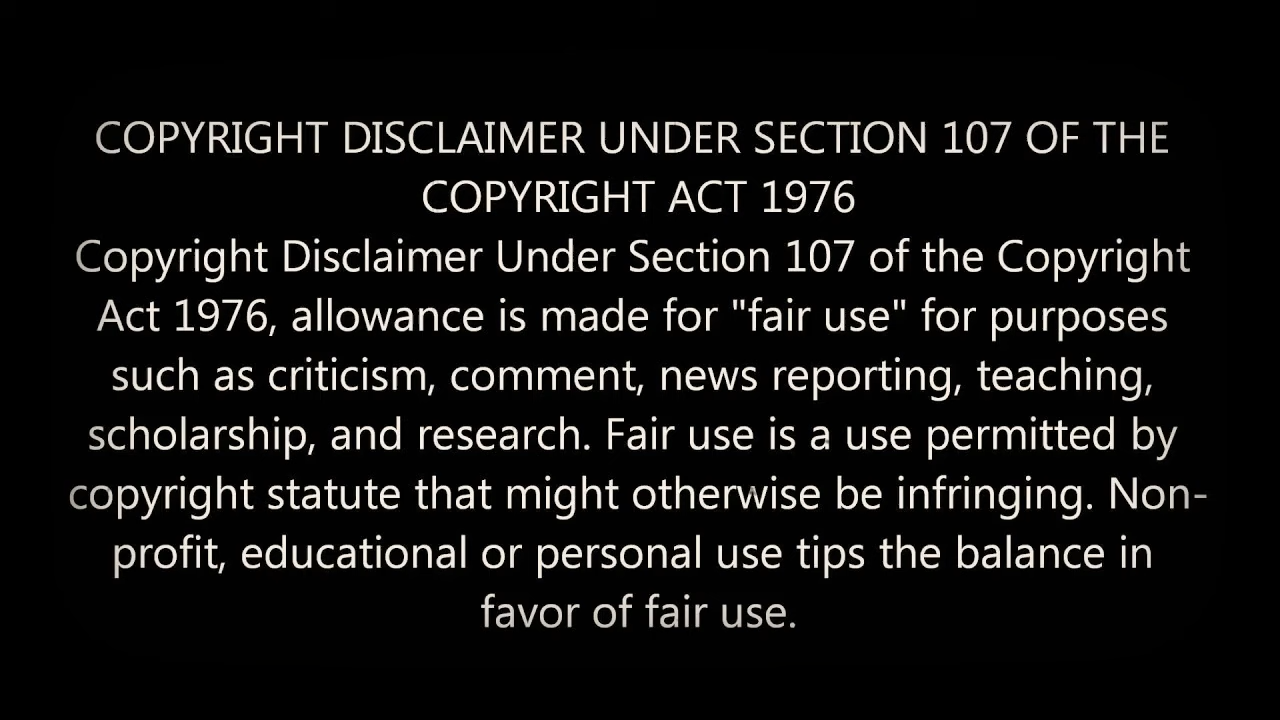 COPYRIGHT DISCLAIMER UNDER SECTION 107 OF THE
COPYRIGHT ACT 1976
Copyright Disclaimer Under Section 107 of the Copyright
Act 1976, allowance is made for "fair use" for purposes
such as criticism, comment, news reporting, teaching,
scholarship, and research. Fair use is a use permitted by
copyright statute that might otherwise be infringing. Non-
profit, educational or personal use tips the balance in
favor of fair use.